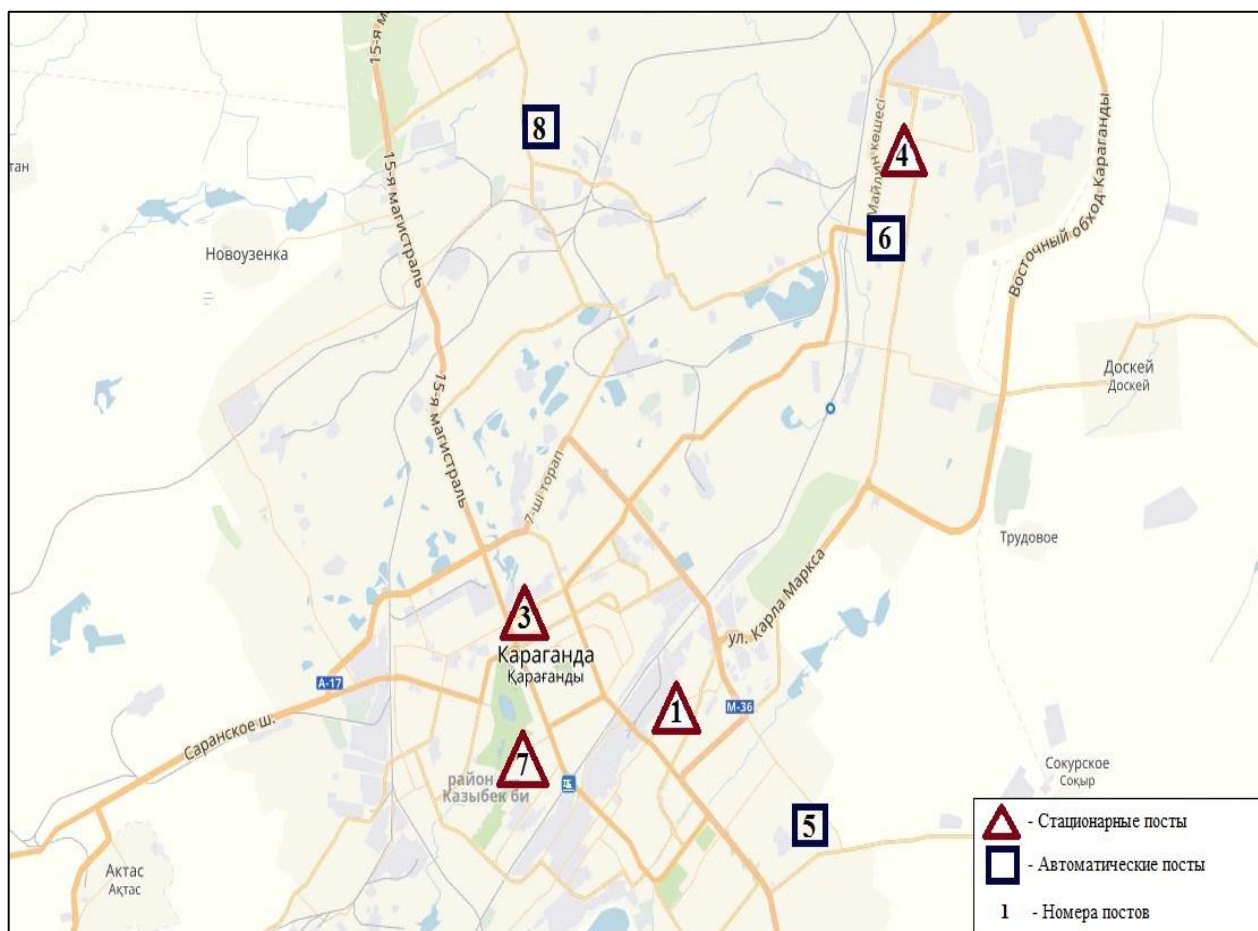 15-я м
8
4
Майлин көшесі
тан
15-я магистраль
6
Новоузенка
Восточный обход Караганды
Доскей
Доскей
15-я магистраль
7-ші торап
Трудовое
ул. Карла Маркса
3
Караганда
Қарағанды
А-17
1
М-36
Саранское ш.
7
район
Казыбек би
Сокурское
Соқыр
5
Актас
Ақтас
- Стационарные посты
- Автоматические посты
1 - Номера постов